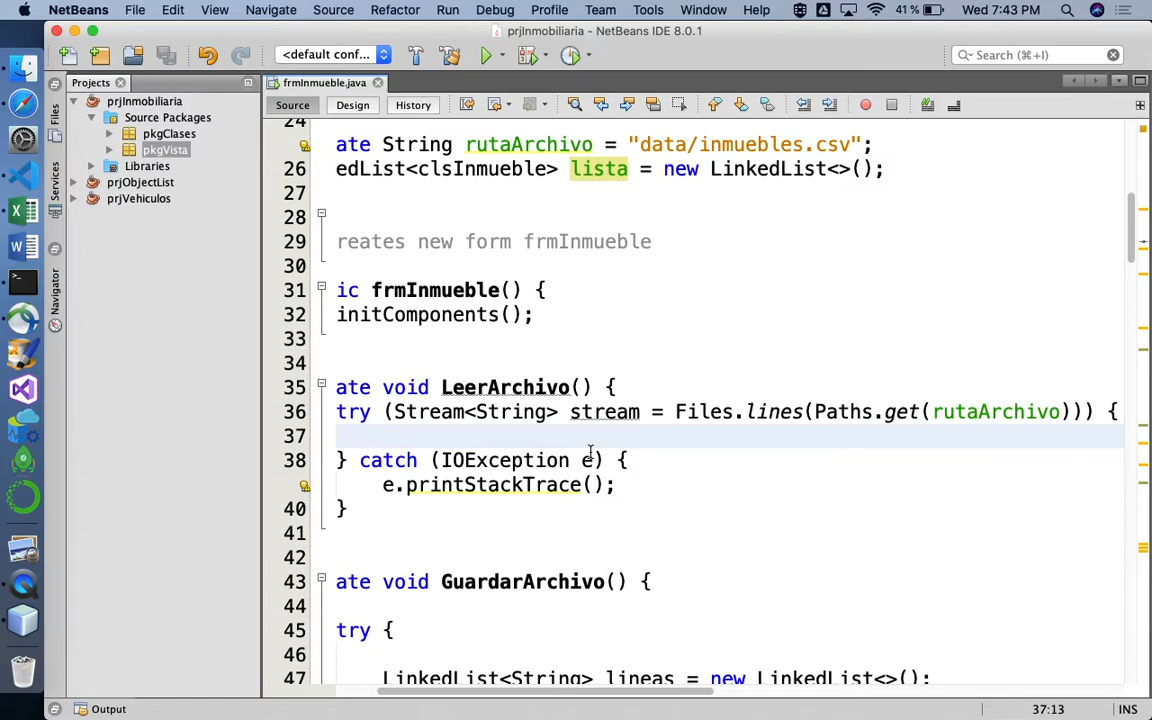 NetBeans File Edit View Navigate Source Refactor Run Debug Profile Team Tools Window Help 41 % Wed 7:43 PM
prjInmobiliaria - NetBeans IDE 8.0.1
<default conf... Search (⌘+I)
Projects
frmInmueble.java
Source Design History
prjInmobiliaria
Source Packages
pkgClases
pkgVista
Libraries
prjObjectList
prjVehiculos
Files
Services
Navigator
24
ate String rutaArchivo = "data/inmuebles.csv";
26 edList<clsInmueble> lista = new LinkedList<>();
27
28
29 reates new form frmInmueble
30
31 ic frmInmueble() {
32 initComponents();
33
34
35 ate void LeerArchivo() {
36 try (Stream<String> stream = Files.lines(Paths.get(rutaArchivo))) {
37
38 } catch (IOException e) {
e.printStackTrace();
40 }
41
42
43 ate void GuardarArchivo() {
44
45 try {
46
47 LinkedList<String> lineas = new LinkedList<>();
Output
37:13 INS